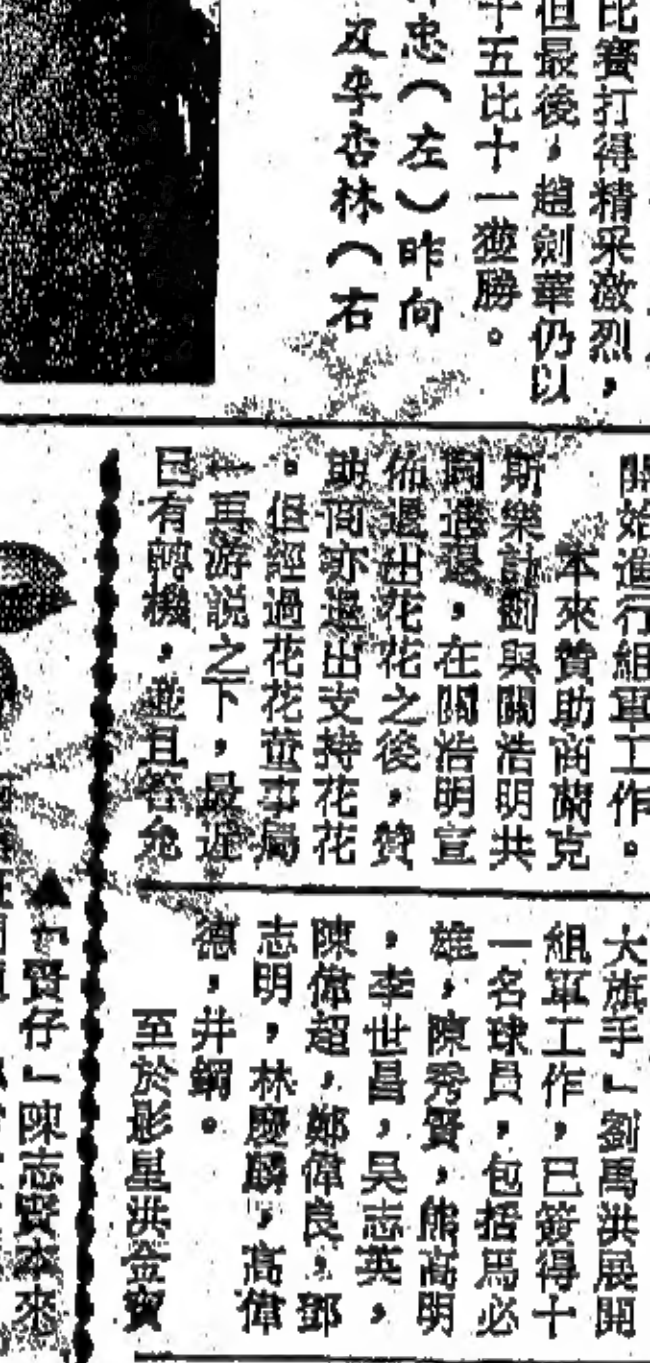 比賽打得精采激烈，
但最後，趙劍華仍以
十五比十一獲勝。
忠（左）昨向
及李杏林（右
開始進行組軍工作。
本來贊助商蘭克
斯樂計劃與關浩明共
同進退，在關浩明宣
佈退出花花之後，贊
助商亦退出支持花花
。但經過花花董事局
一再游說之下，最近
已有轉機，並且答允
大旗手」劉禹洪展開
組軍工作，已簽得十
一名球員，包括馬必
雄，陳秀賢，熊高明
，李世昌，吳志英，
陳偉超，鄭偉良，鄧
志明，林慶麟，高偉
德，井鋼。
至於影星洪金寶
▲「賢仔」陳志賢本來